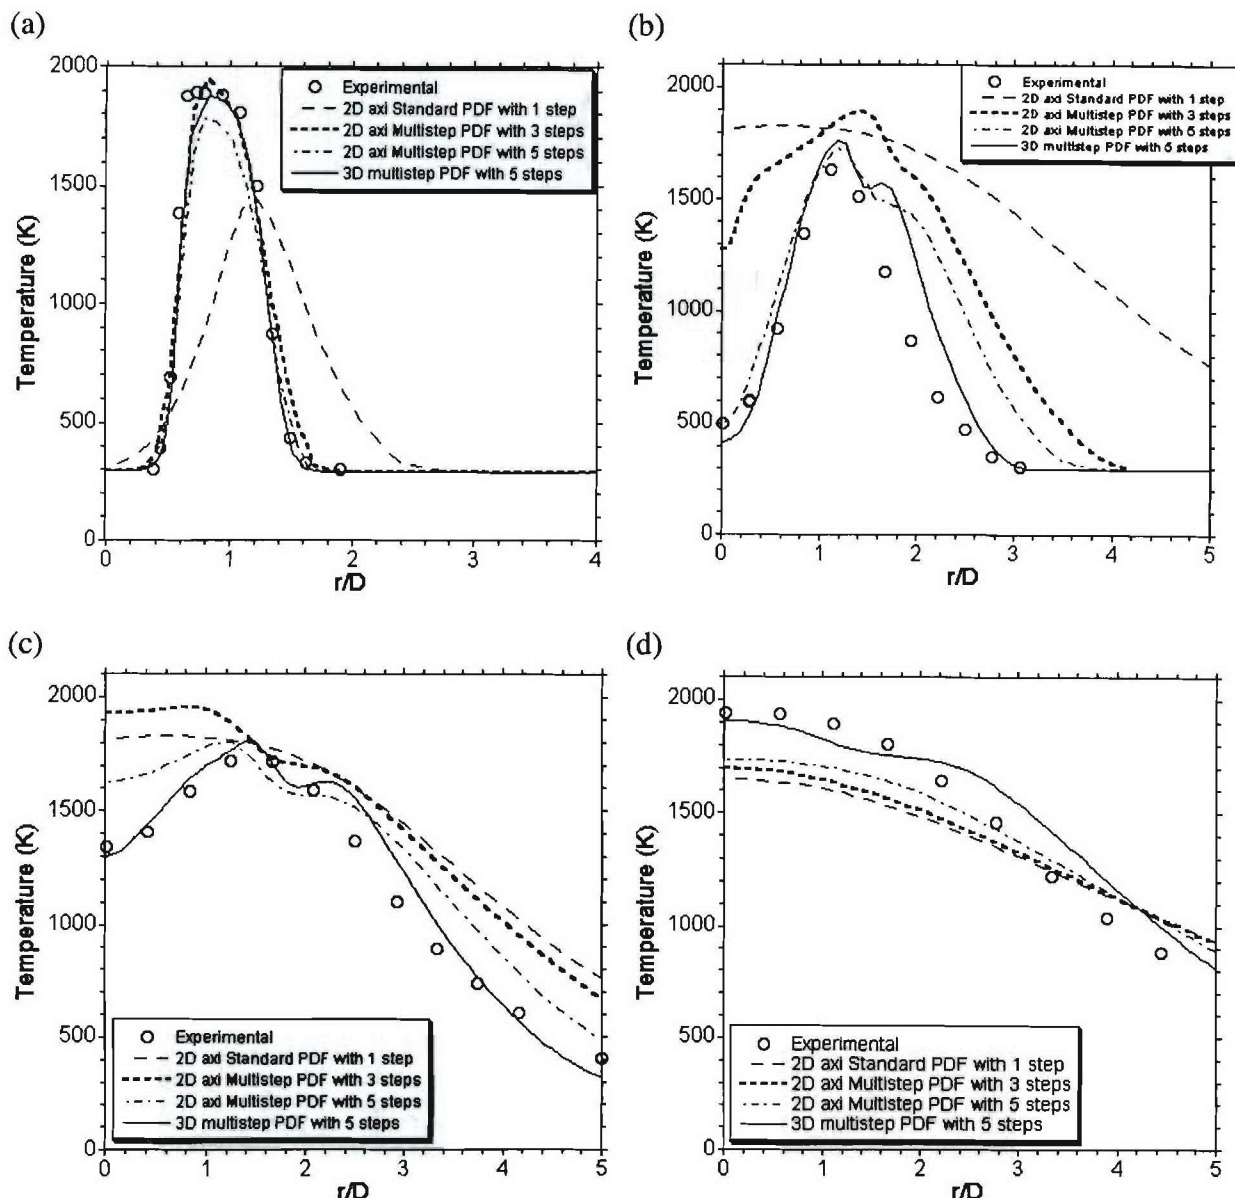 (a)
2000
1500
1000
500
0
0 1 2 3 4
Temperature (K)
r/D
Experimental
2D axi Standard PDF with 1 step
2D axi Multistep PDF with 3 steps
2D axi Multistep PDF with 5 steps
3D multistep PDF with 5 steps
(b)
2000
1500
1000
500
0
0 1 2 3 4 5
Temperature (K)
r/D
Experimental
2D axi Standard PDF with 1 step
2D axi Multistep PDF with 3 steps
2D axi Multistep PDF with 5 steps
3D multistep PDF with 5 steps
(c)
2000
1500
1000
500
0
0 1 2 3 4 5
Temperature (K)
r/D
Experimental
2D axi Standard PDF with 1 step
2D axi Multistep PDF with 3 steps
2D axi Multistep PDF with 5 steps
3D multistep PDF with 5 steps
(d)
2000
1500
1000
500
0
0 1 2 3 4 5
Temperature (K)
r/D
Experimental
2D axi Standard PDF with 1 step
2D axi Multistep PDF with 3 steps
2D axi Multistep PDF with 5 steps
3D multistep PDF with 5 steps